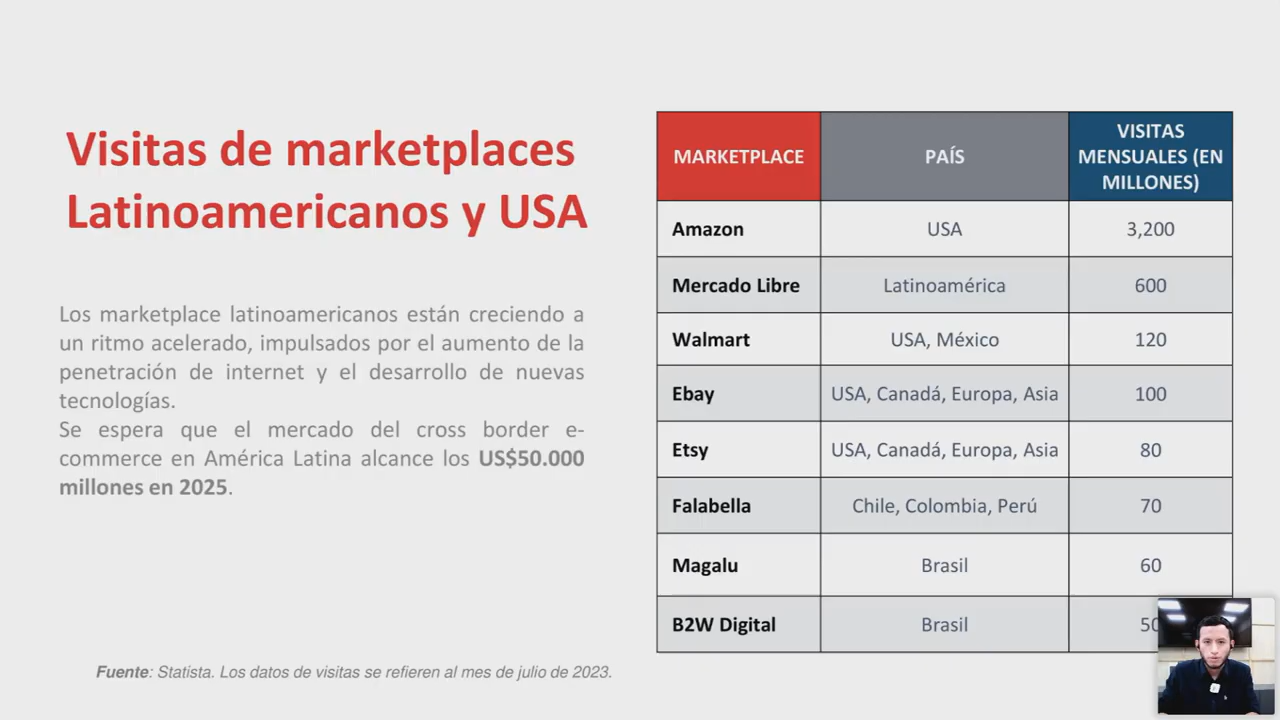 Visitas de marketplaces
Latinoamericanos y USA
Los marketplace latinoamericanos están creciendo a
un ritmo acelerado, impulsados por el aumento de la
penetración de internet y el desarrollo de nuevas
tecnologías.
Se espera que el mercado del cross border e-
commerce en América Latina alcance los US$50.000
millones en 2025.
MARKETPLACE PAÍS VISITAS MENSUALES (EN MILLONES)
Amazon USA 3,200
Mercado Libre Latinoamérica 600
Walmart USA, México 120
Ebay USA, Canadá, Europa, Asia 100
Etsy USA, Canadá, Europa, Asia 80
Falabella Chile, Colombia, Perú 70
Magalu Brasil 60
B2W Digital Brasil
Fuente: Statista. Los datos de visitas se refieren al mes de julio de 2023.